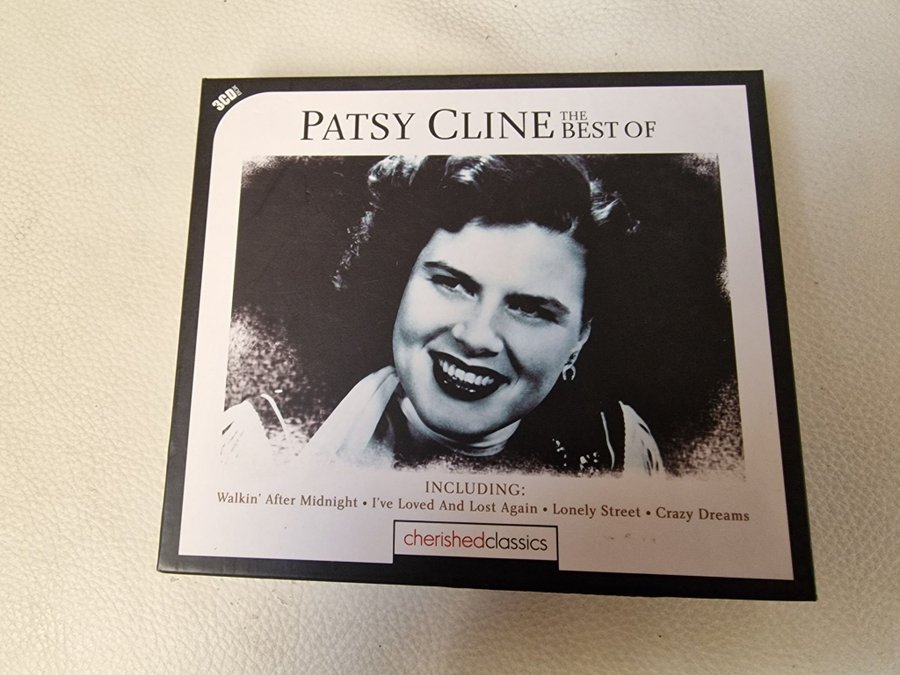 3CD
PATSY CLINE THE BEST OF
INCLUDING:
Walkin' After Midnight • I've Loved And Lost Again • Lonely Street • Crazy Dreams
cherishedclassics